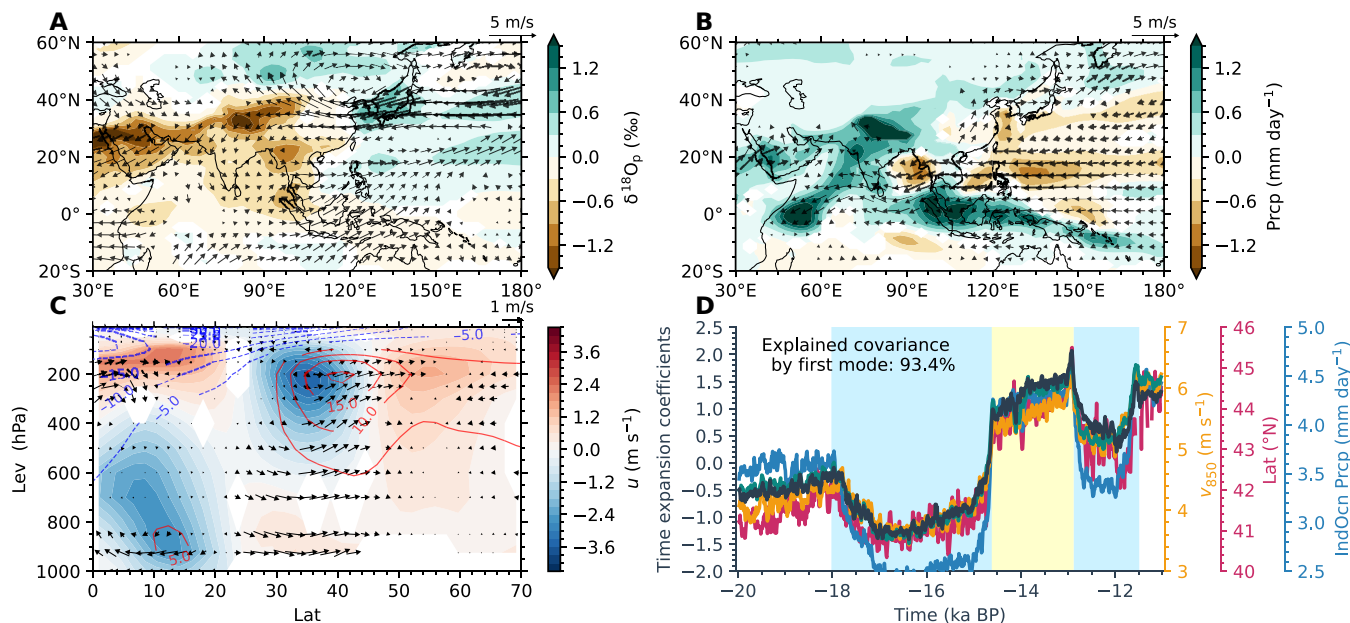 A
5 m/s
B
5 m/s
60°N
40°N
20°N
0°
20°S
30°E
60°E
90°E
120°E
150°E
180°
1.2
0.6
0.0
−0.6
−1.2
δ¹⁸Oₚ (‰)
60°N
40°N
20°N
0°
20°S
30°E
60°E
90°E
120°E
150°E
180°
1.2
0.6
0.0
−0.6
−1.2
Prcp (mm day⁻¹)
C
1 m/s
200
400
600
800
1000
Lev (hPa)
0
10
20
30
40
50
60
70
Lat
−20.0
−15.0
−10.0
−5.0
−5.0
15.0
10.0
5.0
3.6
2.4
1.2
0.0
−1.2
−2.4
−3.6
u (m s⁻¹)
D
Explained covariance
by first mode: 93.4%
2.5
2.0
1.5
1.0
0.5
0.0
−0.5
−1.0
−1.5
−2.0
Time expansion coefficients
−20
−18
−16
−14
−12
Time (ka BP)
7
6
5
4
3
v₈₅₀ (m s⁻¹)
46
45
44
43
42
41
40
Lat (°N)
5.0
4.5
4.0
3.5
3.0
2.5
IndOcn Prcp (mm day⁻¹)